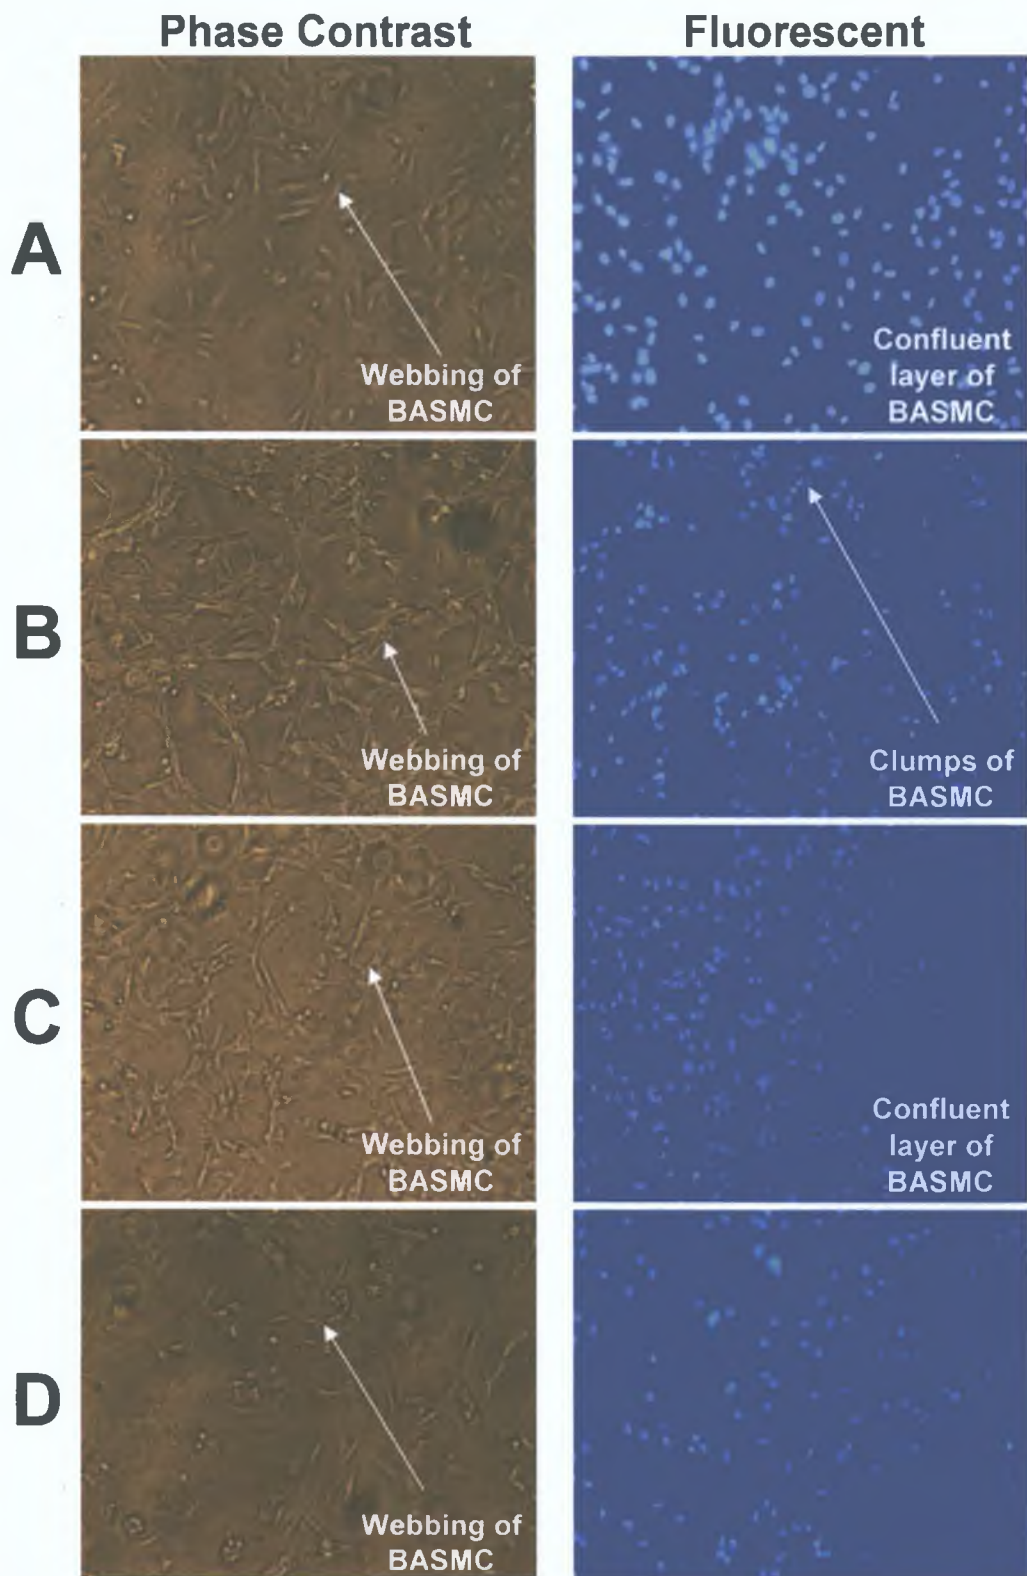 Phase Contrast
Fluorescent
A
Webbing of
BASMC
Confluent
layer of
BASMC
B
Webbing of
BASMC
Clumps of
BASMC
C
Webbing of
BASMC
Confluent
layer of
BASMC
D
Webbing of
BASMC